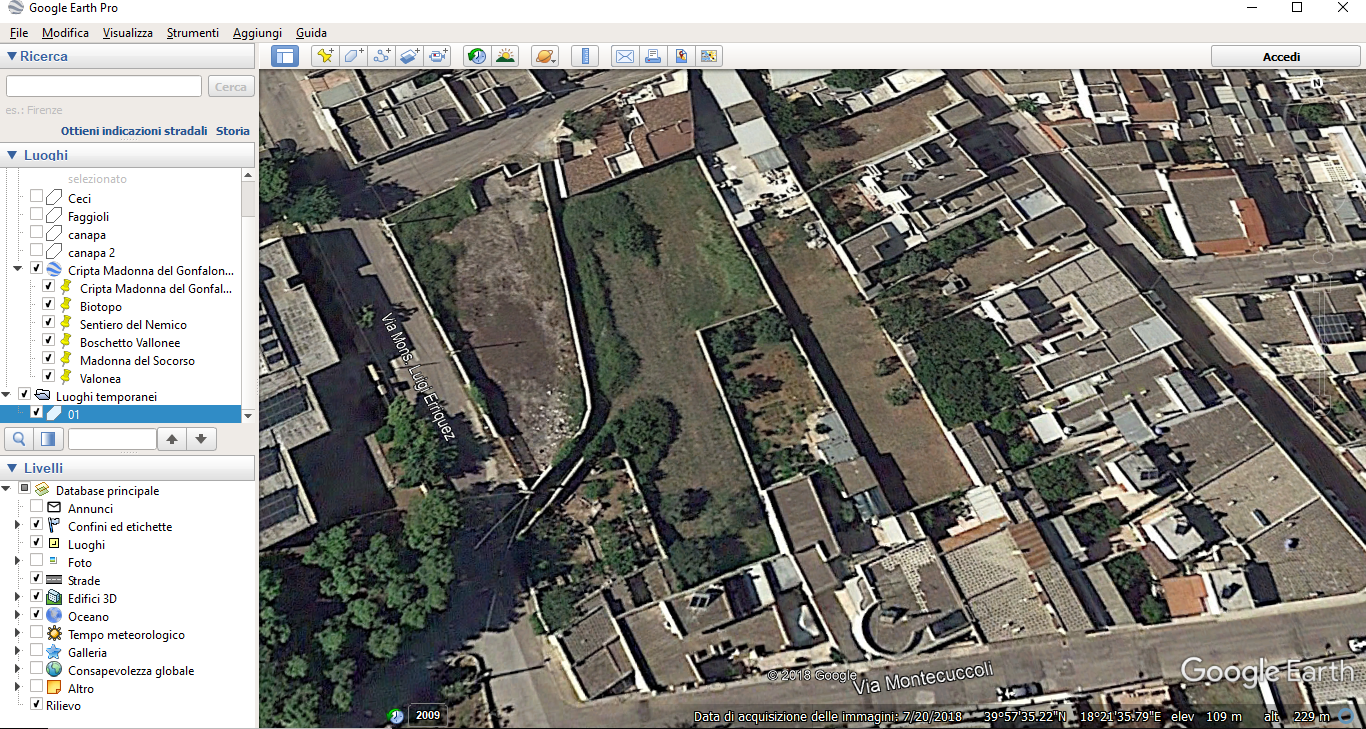 Google Earth Pro
File Modifica Visualizza Strumenti Aggiungi Guida
Ricerca
Accedi
Cerca
es.: Firenze
Ottieni indicazioni stradali Storia
Luoghi
selezionato
Ceci
Faggioli
canapa
canapa 2
Cripta Madonna del Gonfalon...
Cripta Madonna del Gonfal...
Biotopo
Sentiero del Nemico
Boschetto Vallonee
Madonna del Socorso
Valonea
Luoghi temporanei
01
Livelli
Database principale
Annunci
Confini ed etichette
Luoghi
Foto
Strade
Edifici 3D
Oceano
Tempo meteorologico
Galleria
Consapevolezza globale
Altro
Rilievo
N
Via Mons. Luigi Erriquez
© 2018 Google
Via Montecuccoli
Google Earth
2009
Data di acquisizione delle immagini: 7/20/2018 39°57'35.22"N 18°21'35.79"E elev 109 m alt 229 m